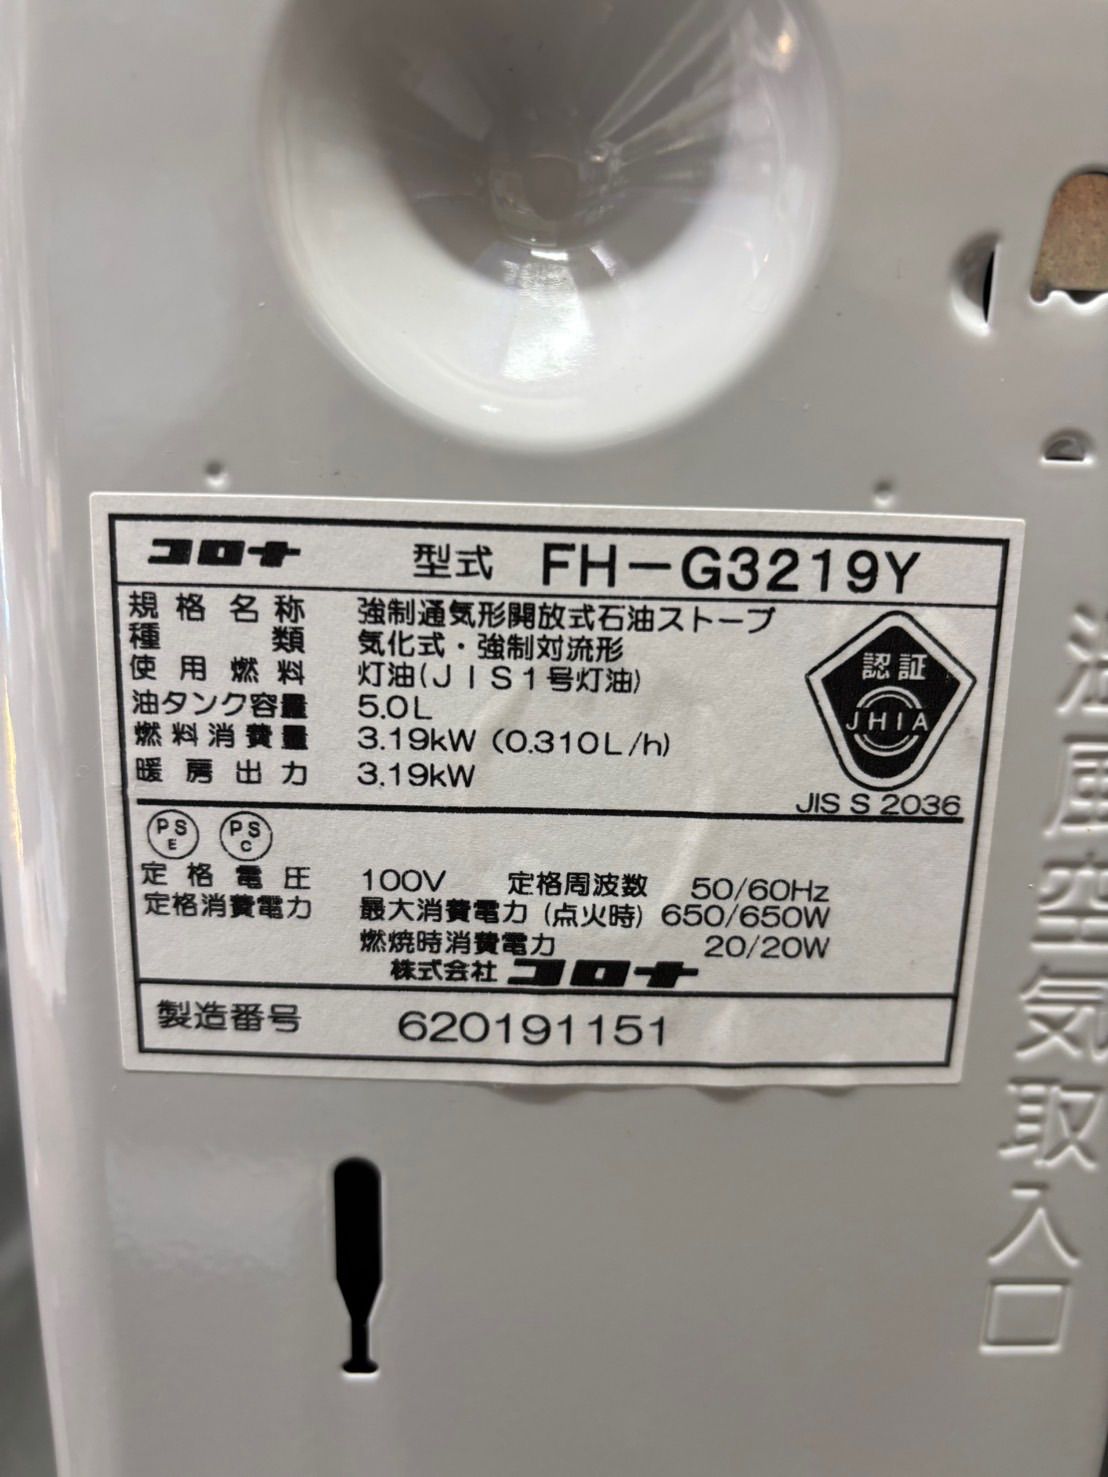 コロナ 型式 FH-G3219Y
規格名称 強制通気形開放式石油ストーブ
種類 気化式・強制対流形
使用燃料 灯油(JIS1号灯油)
油タンク容量 5.0L
燃料消費量 3.19kW (0.310L/h)
暖房出力 3.19kW
認証
JHIA
JIS S 2036
PSE PSC
定格電圧 100V 定格周波数 50/60Hz
定格消費電力 最大消費電力(点火時) 650/650W
燃焼時消費電力 20/20W
株式会社 コロナ
製造番号 620191151
風空気取入口